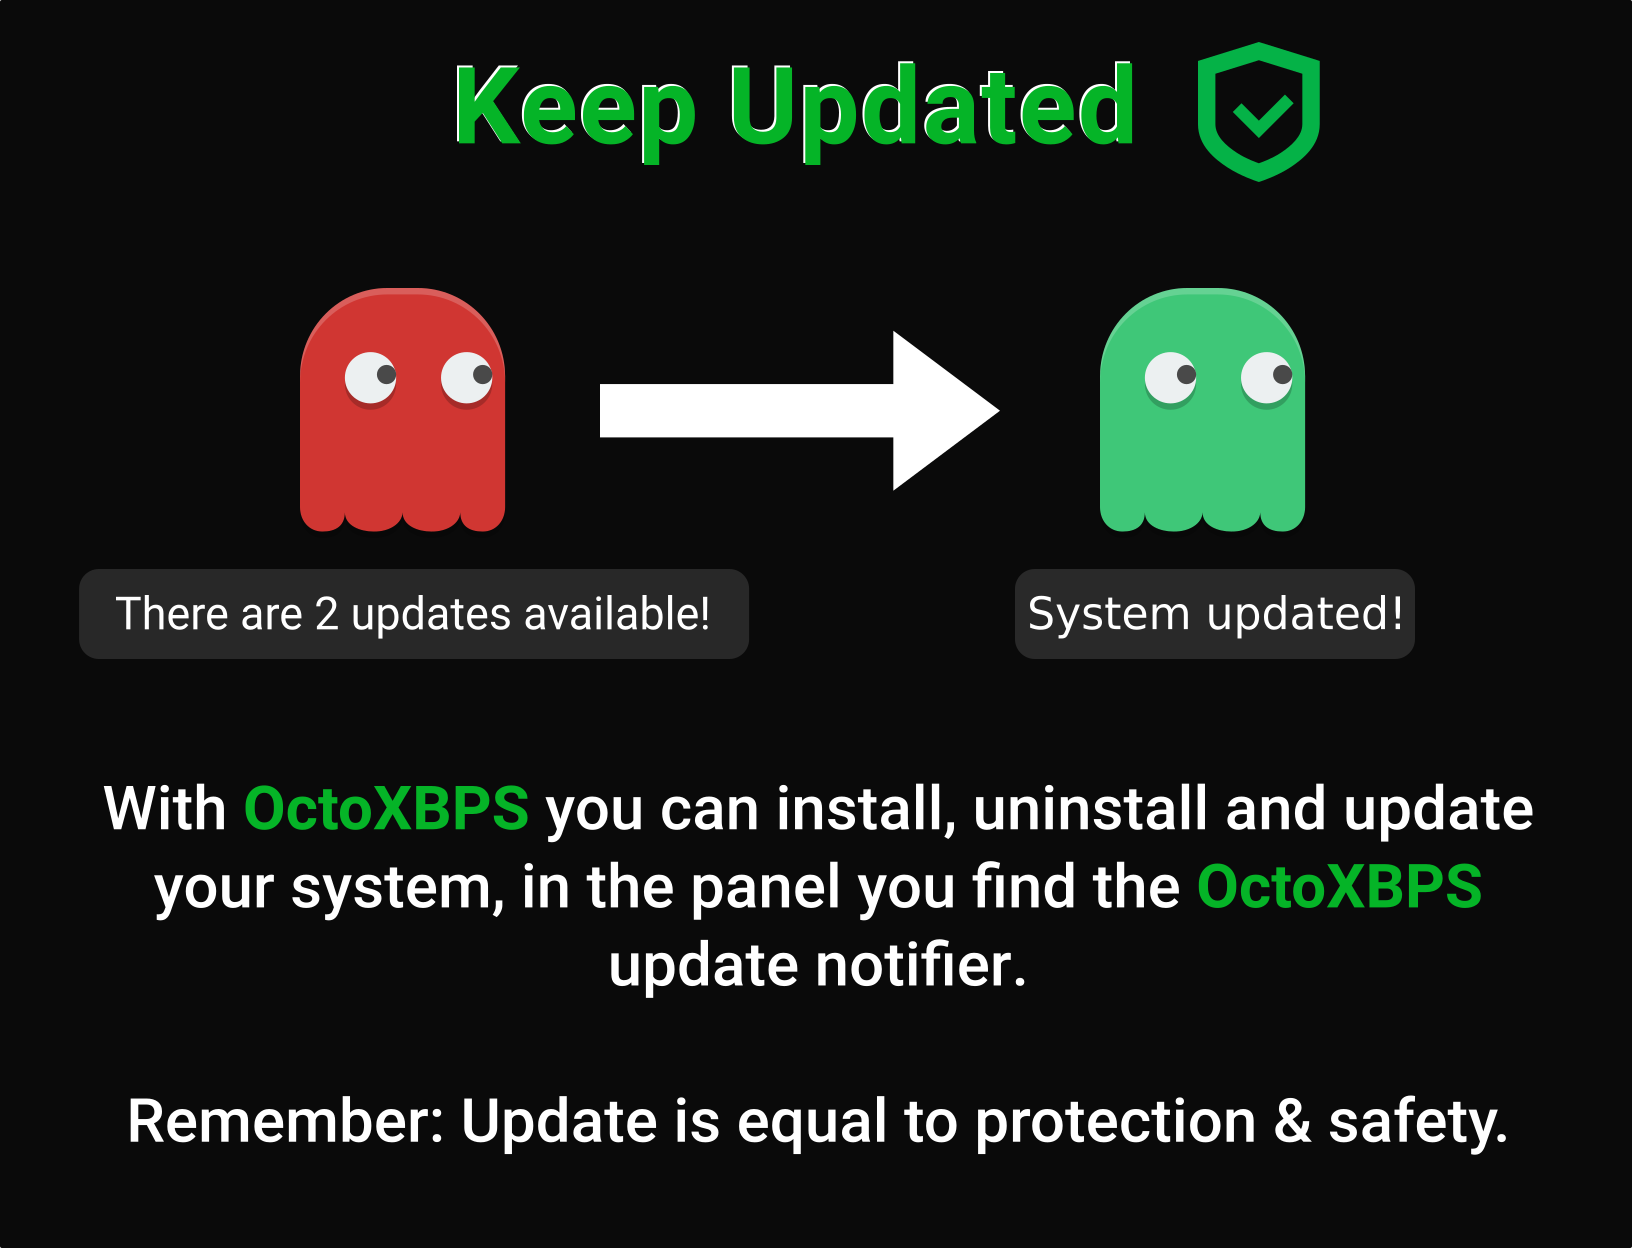 Keep Updated
There are 2 updates available!
System updated!
With OctoXBPS you can install, uninstall and update
your system, in the panel you find the OctoXBPS
update notifier.
Remember: Update is equal to protection & safety.